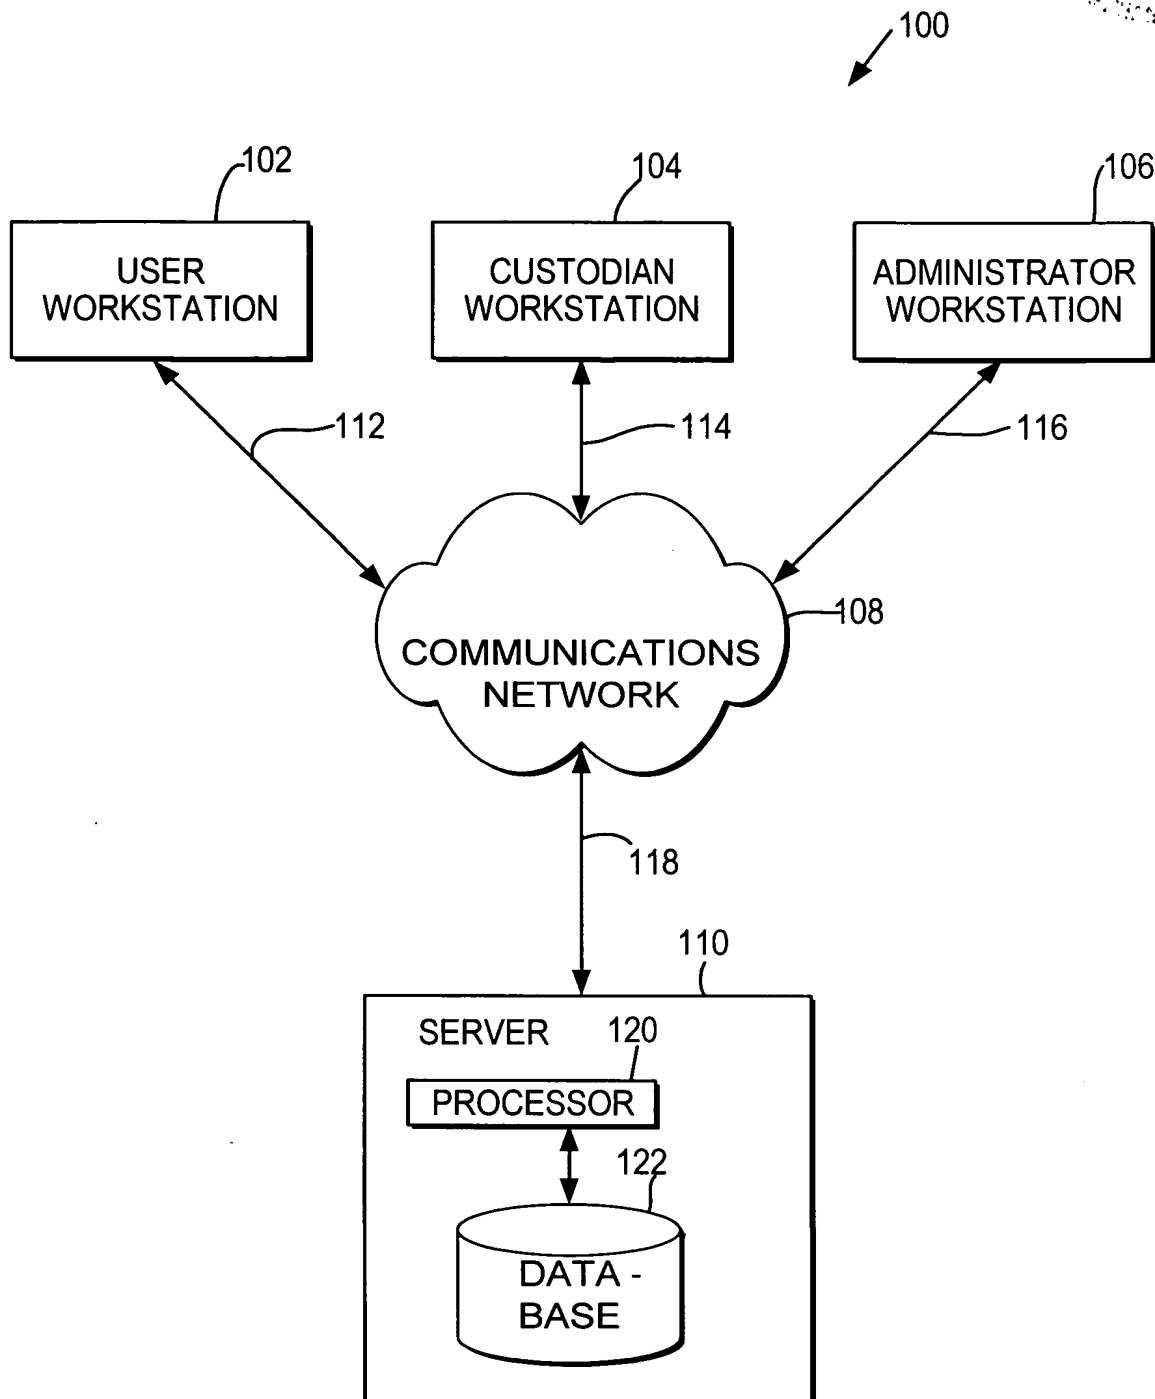 100
102
104
106
USER
WORKSTATION
CUSTODIAN
WORKSTATION
ADMINISTRATOR
WORKSTATION
112
114
116
108
COMMUNICATIONS
NETWORK
118
110
SERVER
120
PROCESSOR
122
DATA -
BASE